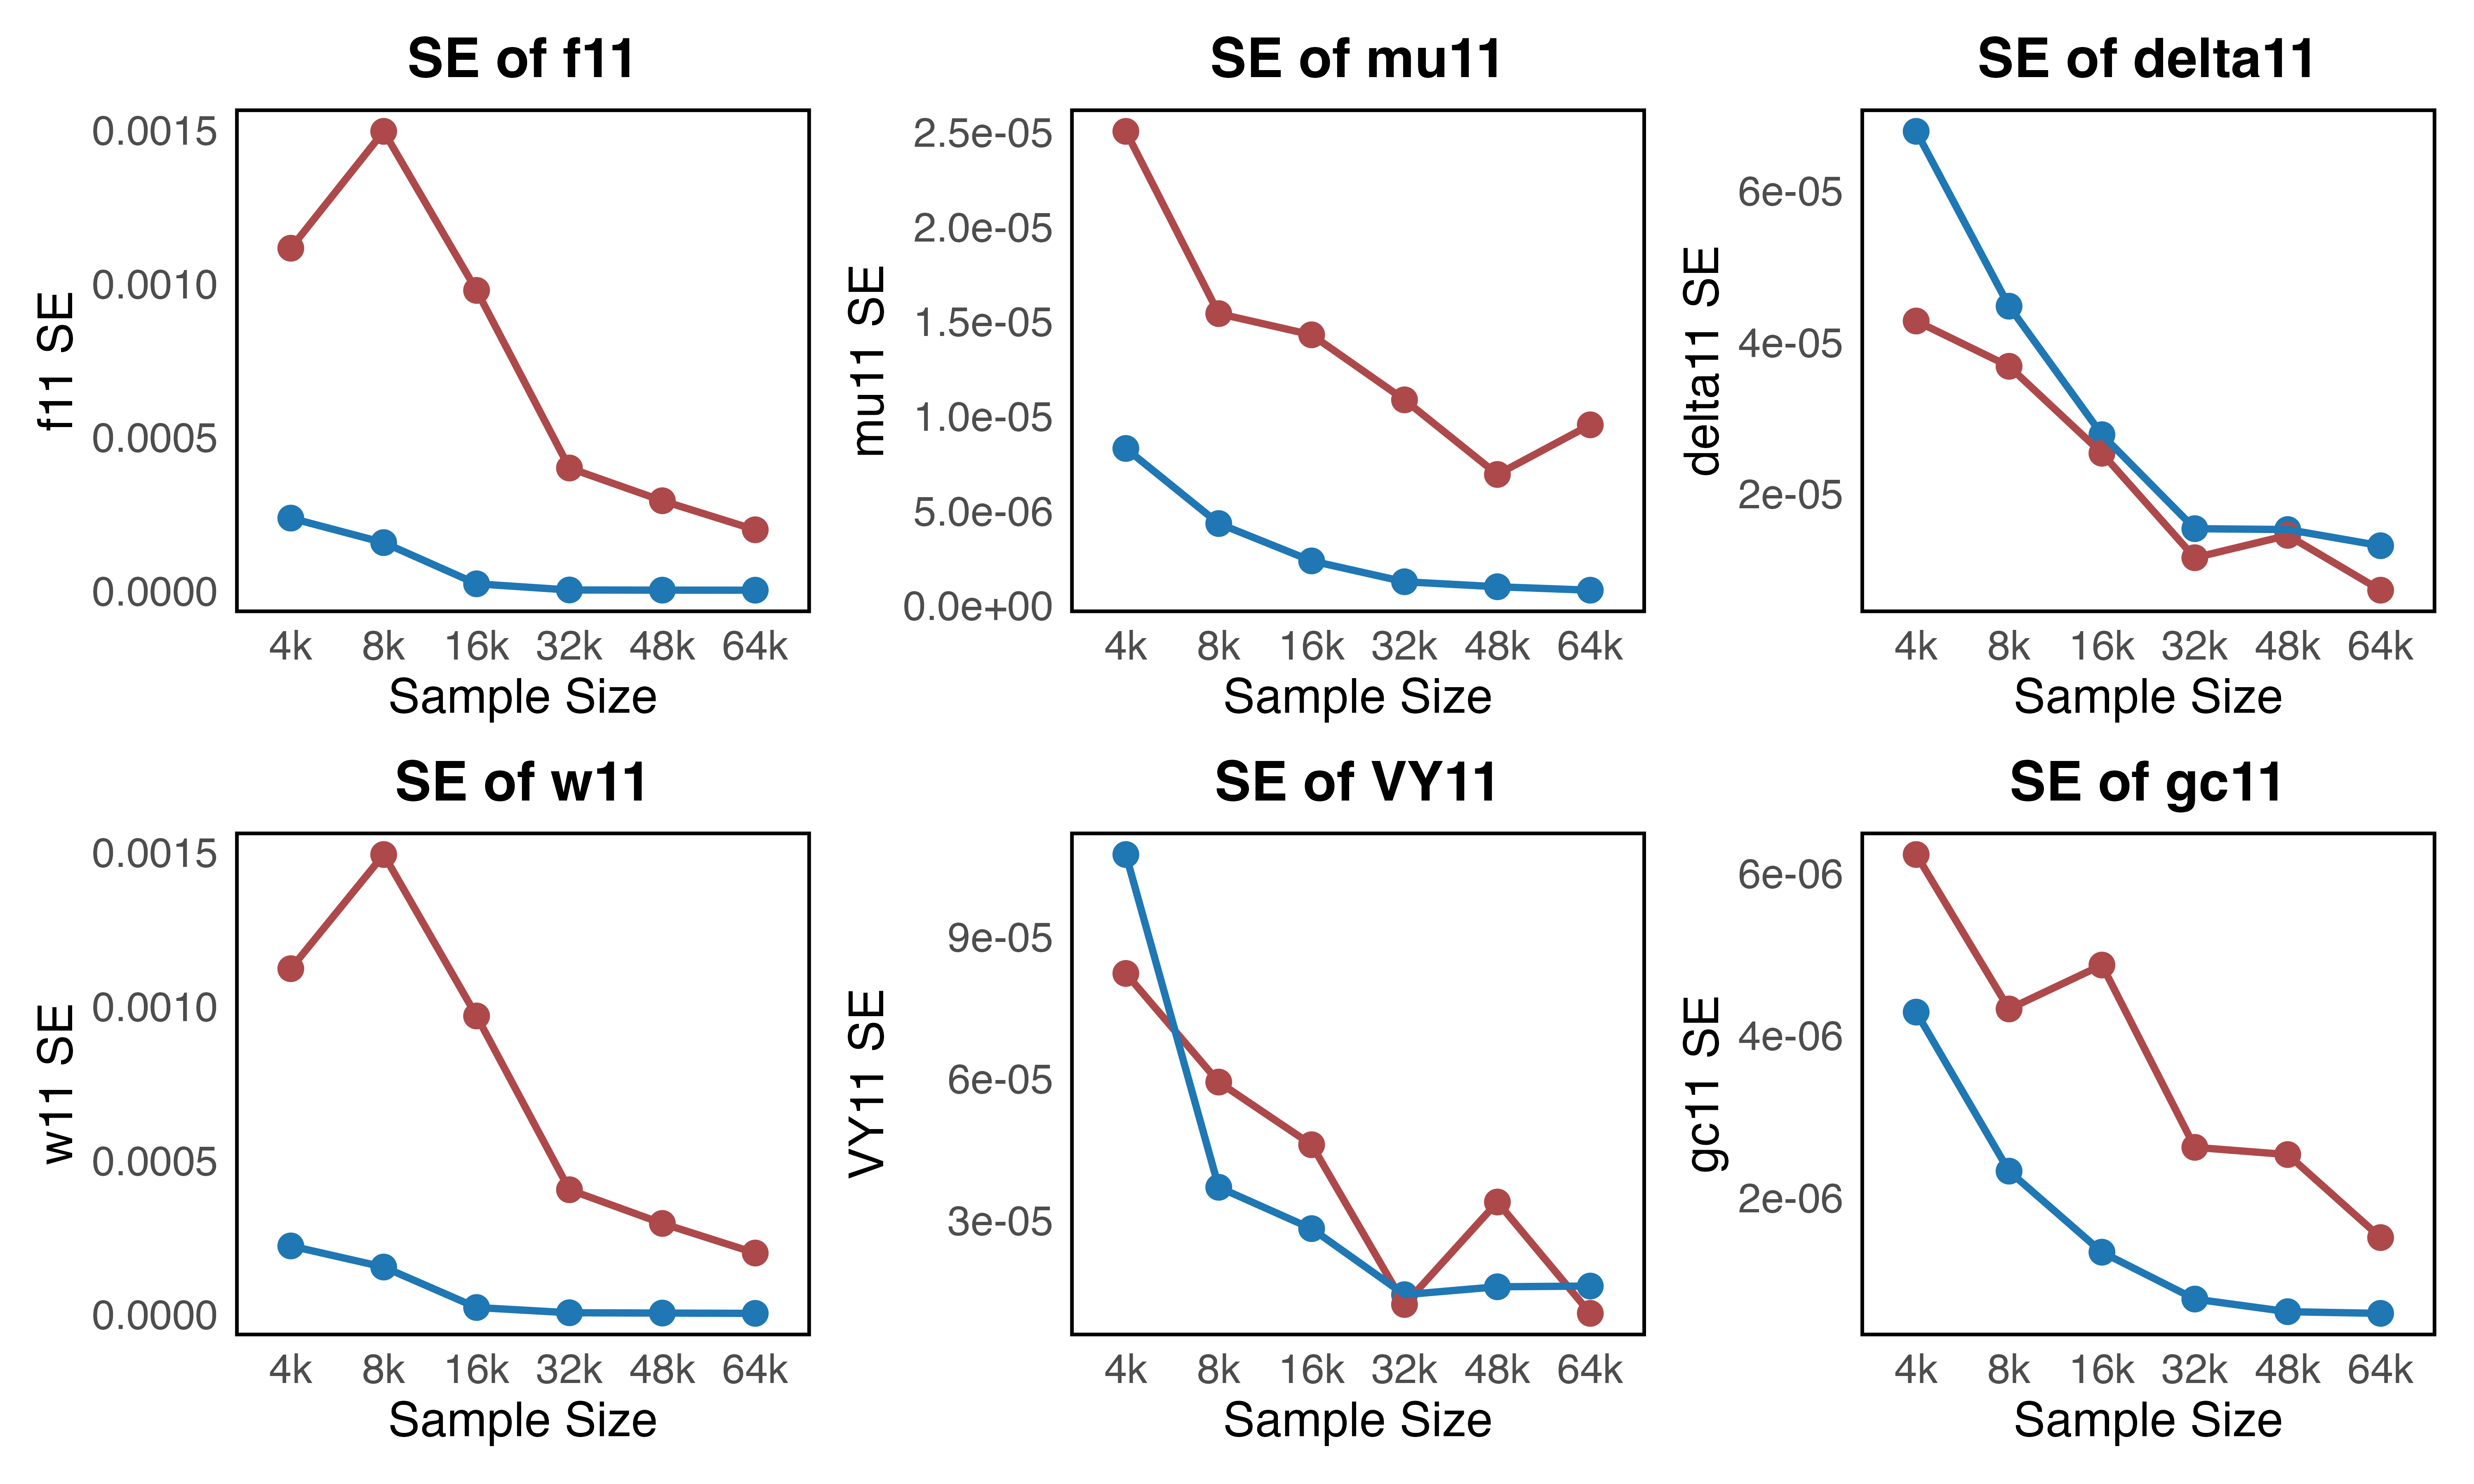 SE of f11
f11 SE
0.0015
0.0010
0.0005
0.0000
4k 8k 16k 32k 48k 64k
Sample Size
SE of mu11
mu11 SE
2.5e-05
2.0e-05
1.5e-05
1.0e-05
5.0e-06
0.0e+00
4k 8k 16k 32k 48k 64k
Sample Size
SE of delta11
delta11 SE
6e-05
4e-05
2e-05
4k 8k 16k 32k 48k 64k
Sample Size
SE of w11
w11 SE
0.0015
0.0010
0.0005
0.0000
4k 8k 16k 32k 48k 64k
Sample Size
SE of VY11
VY11 SE
9e-05
6e-05
3e-05
4k 8k 16k 32k 48k 64k
Sample Size
SE of gc11
gc11 SE
6e-06
4e-06
2e-06
4k 8k 16k 32k 48k 64k
Sample Size